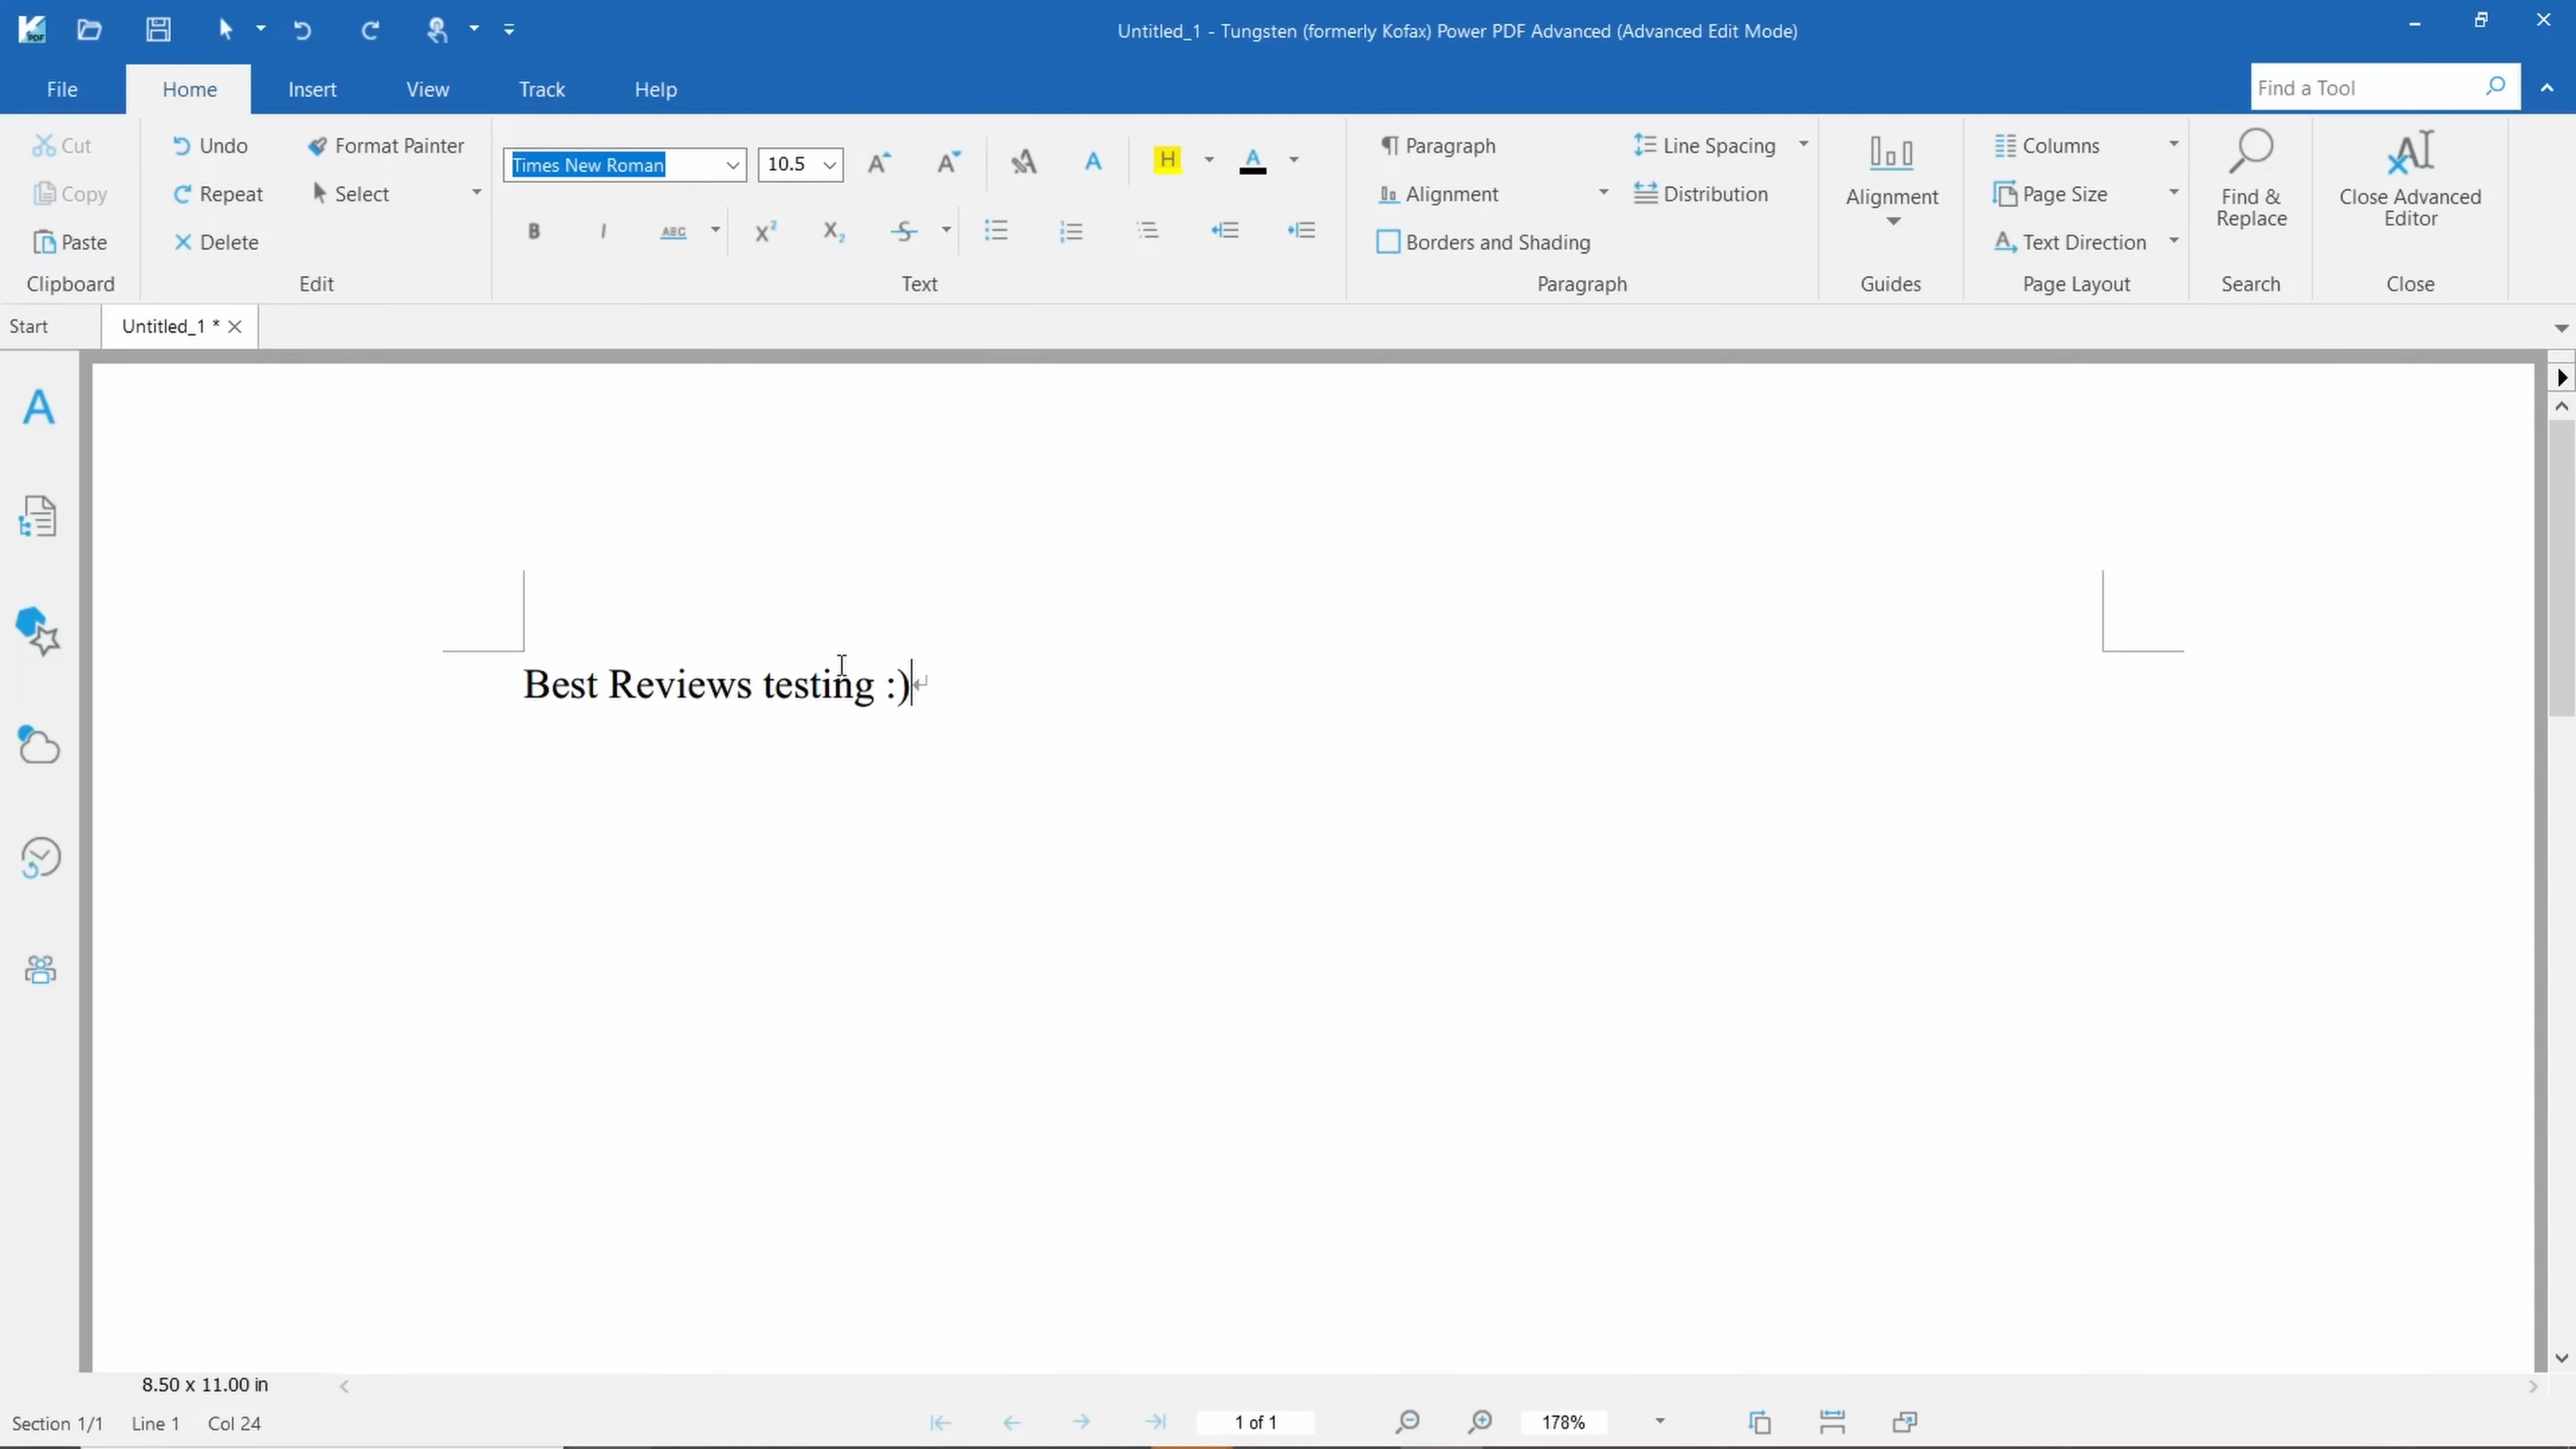 Untitled_1 - Tungsten (formerly Kofax) Power PDF Advanced (Advanced Edit Mode)
File Home Insert View Track Help Find a Tool
Cut Undo Format Painter Times New Roman 10.5 A A A A H A Paragraph Line Spacing Columns
Copy Repeat Select Alignment Distribution Alignment Page Size Find & Replace Close Advanced Editor
Paste Delete B I ABC X² X₂ S Borders and Shading Text Direction
Clipboard Edit Text Paragraph Guides Page Layout Search Close
Start Untitled_1 *
A
Best Reviews testing :)
8.50 x 11.00 in
Section 1/1 Line 1 Col 24 1 of 1 178%